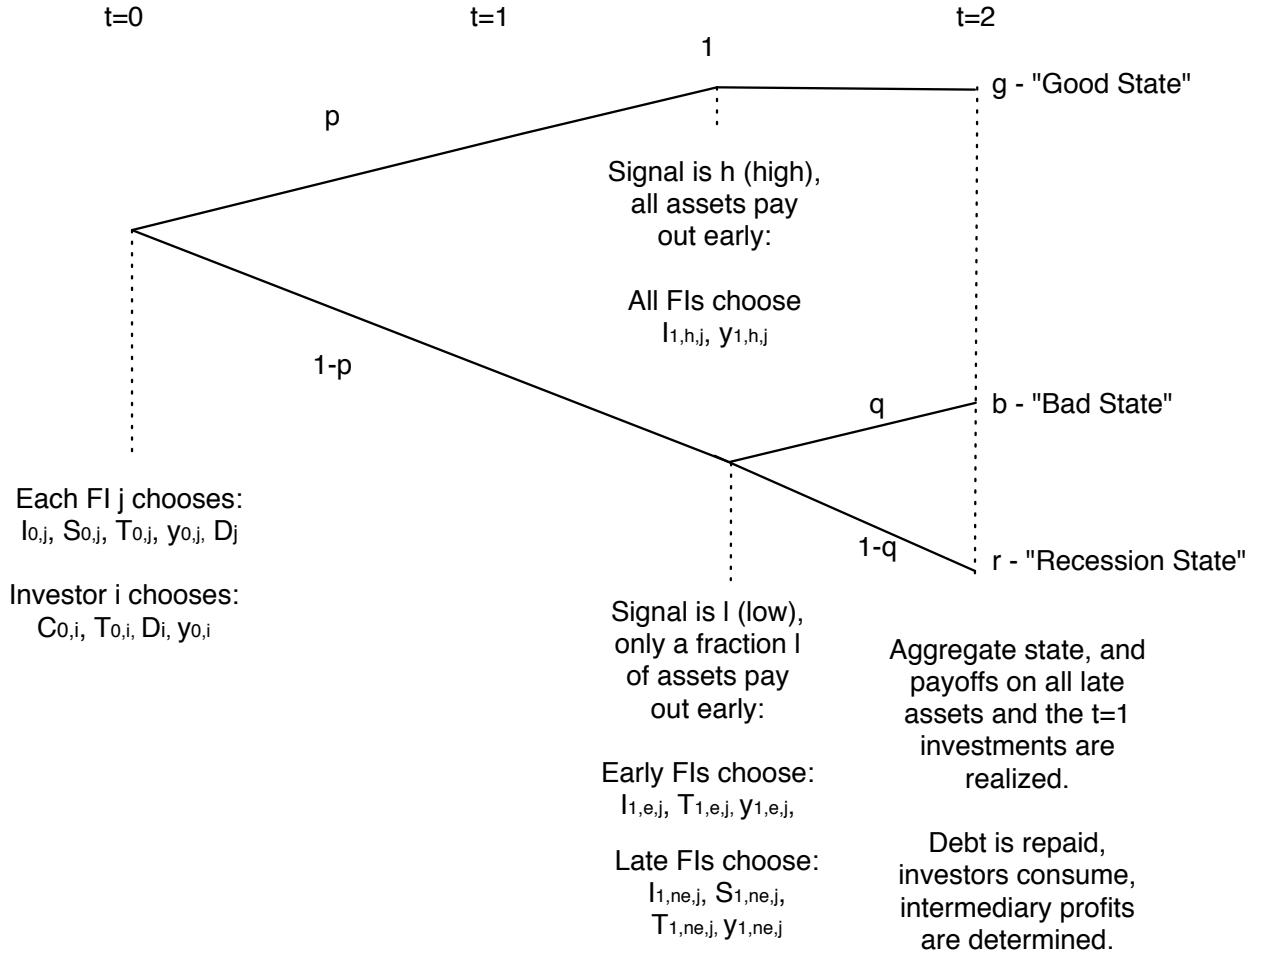 t=0
t=1
t=2
1
g - "Good State"
p
Signal is h (high),
all assets pay
out early:
All FIs choose
I1,h,j, y1,h,j
1-p
q
b - "Bad State"
1-q
r - "Recession State"
Each FI j chooses:
I0,j, S0,j, T0,j, y0,j, Dj
Investor i chooses:
C0,i, T0,i, Di, y0,i
Signal is l (low),
only a fraction l
of assets pay
out early:
Early FIs choose:
I1,e,j, T1,e,j, y1,e,j,
Late FIs choose:
I1,ne,j, S1,ne,j,
T1,ne,j, y1,ne,j
Aggregate state, and
payoffs on all late
assets and the t=1
investments are
realized.
Debt is repaid,
investors consume,
intermediary profits
are determined.